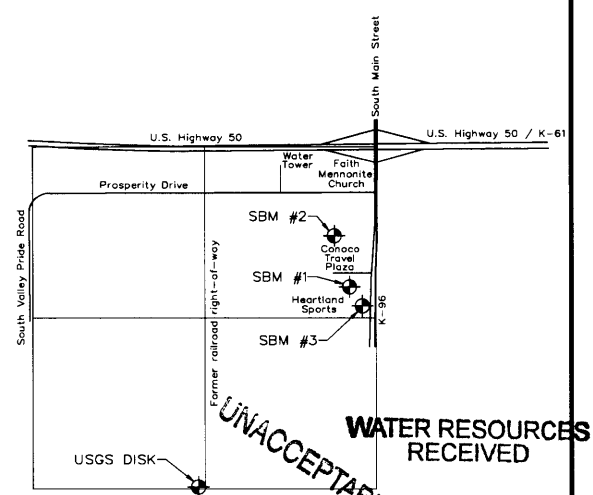 South Main Street
U.S. Highway 50
U.S. Highway 50 / K-61
Water
Tower
Faith
Mennonite
Church
Prosperity Drive
SBM #2
Conoco
Travel
Plaza
South Valley Pride Road
Former railroad right-of-way
SBM #1
Heartland
Sports
K-96
SBM #3
WATER RESOURCES
RECEIVED
USGS DISK